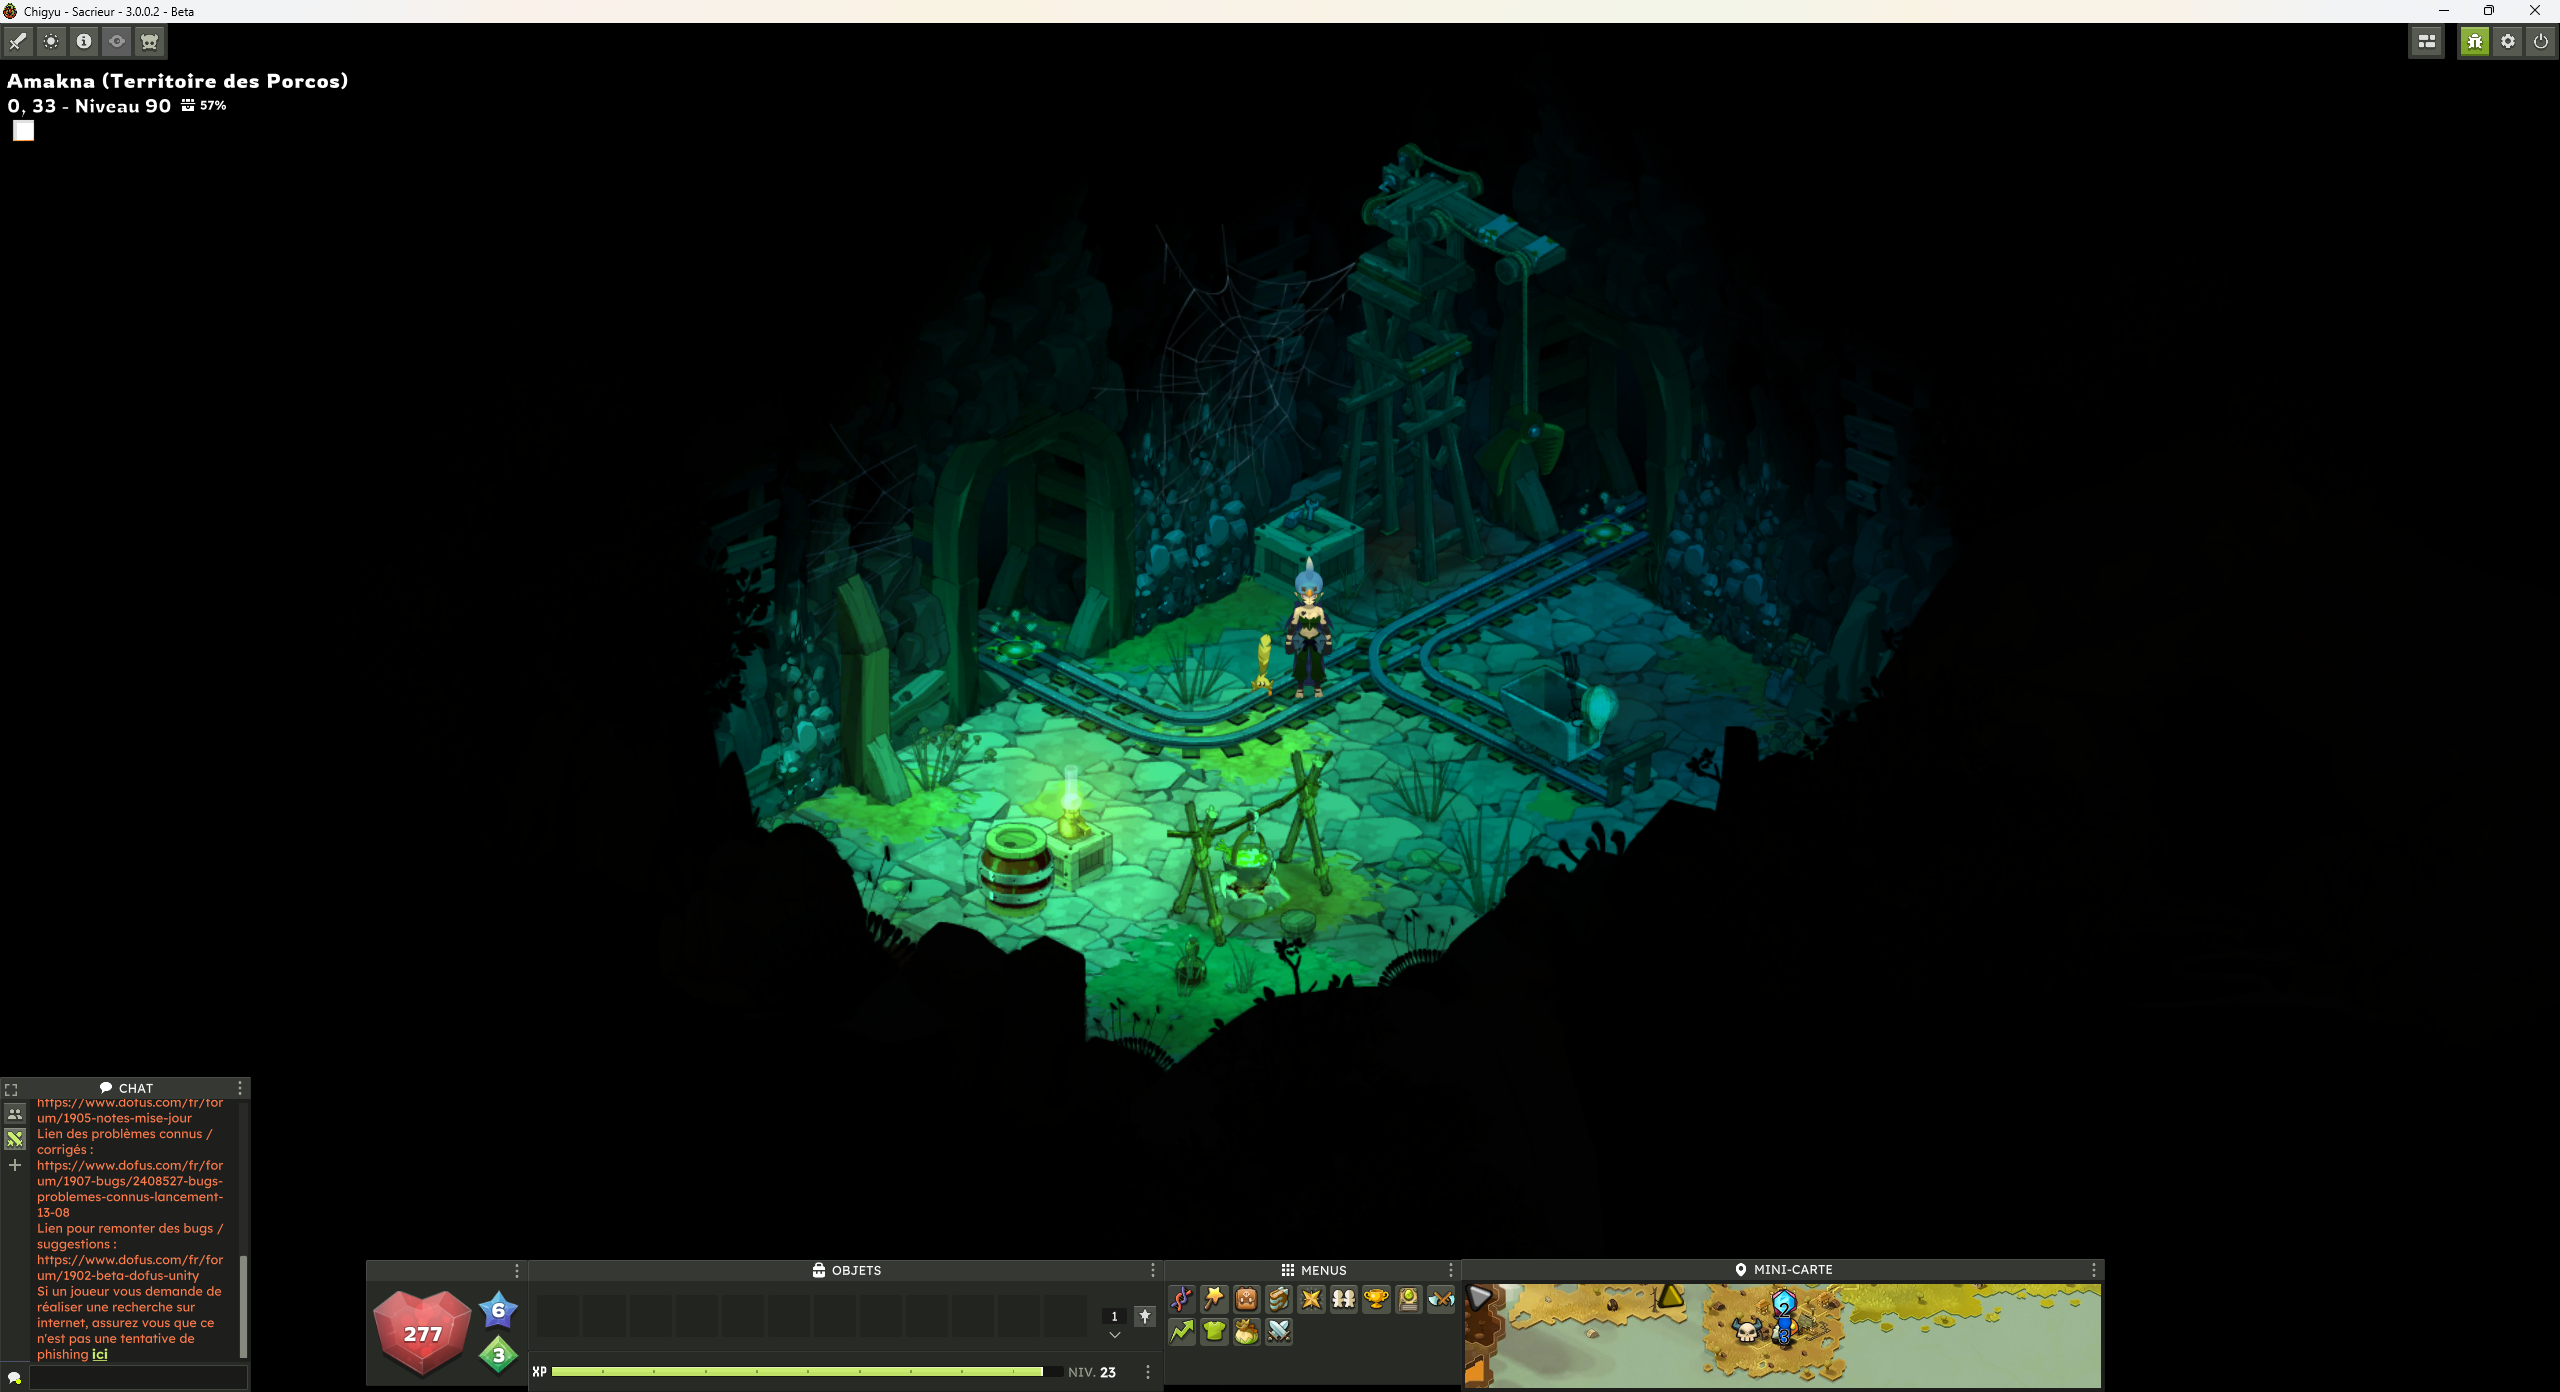 Chigyu - Sacrieur - 3.0.0.2 - Beta
Amakna (Territoire des Porcos)
0, 33 - Niveau 90 57%
CHAT
https://www.dofus.com/fr/for
um/1905-notes-mise-jour
Lien des problèmes connus /
corrigés :
https://www.dofus.com/fr/for
um/1907-bugs/2408527-bugs-
problemes-connus-lancement-
13-08
Lien pour remonter des bugs /
suggestions :
https://www.dofus.com/fr/for
um/1902-beta-dofus-unity
Si un joueur vous demande de
réaliser une recherche sur
internet, assurez vous que ce
n'est pas une tentative de
phishing ici
277
6
3
OBJETS
1
XP
NIV. 23
MENUS
MINI-CARTE
2
3